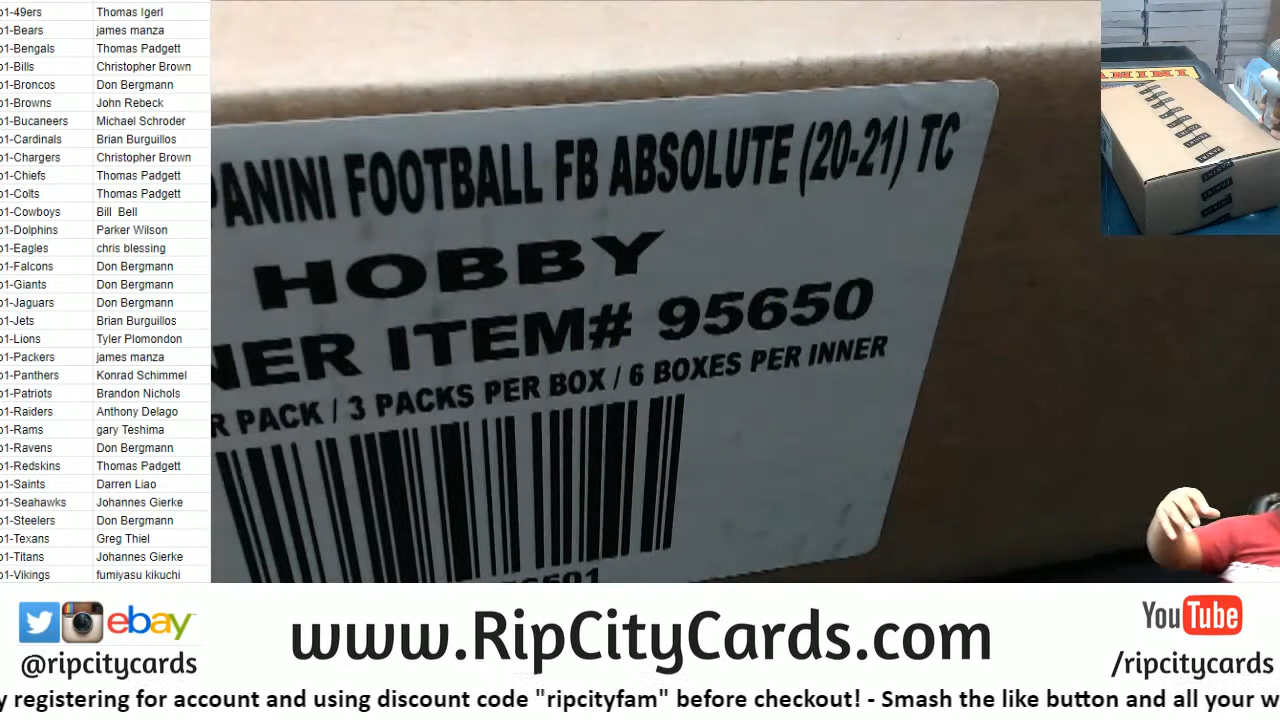 o1-49ers Thomas Igerl
o1-Bears james manza
o1-Bengals Thomas Padgett
o1-Bills Christopher Brown
o1-Broncos Don Bergmann
o1-Browns John Rebeck
o1-Bucaneers Michael Schroder
o1-Cardinals Brian Burguillos
o1-Chargers Christopher Brown
o1-Chiefs Thomas Padgett
o1-Colts Thomas Padgett
o1-Cowboys Bill Bell
o1-Dolphins Parker Wilson
o1-Eagles chris blessing
o1-Falcons Don Bergmann
o1-Giants Don Bergmann
o1-Jaguars Don Bergmann
o1-Jets Brian Burguillos
o1-Lions Tyler Plomondon
o1-Packers james manza
o1-Panthers Konrad Schimmel
o1-Patriots Brandon Nichols
o1-Raiders Anthony Delago
o1-Rams gary Teshima
o1-Ravens Don Bergmann
o1-Redskins Thomas Padgett
o1-Saints Darren Liao
o1-Seahawks Johannes Gierke
o1-Steelers Don Bergmann
o1-Texans Greg Thiel
o1-Titans Johannes Gierke
o1-Vikings fumiyasu kikuchi
PANINI FOOTBALL FB ABSOLUTE (20-21) TC
HOBBY
NER ITEM# 95650
R PACK / 3 PACKS PER BOX / 6 BOXES PER INNER
PANINI
ebay
@ripcitycards
www.RipCityCards.com
YouTube
/ripcitycards
y registering for account and using discount code "ripcityfam" before checkout! - Smash the like button and all your w